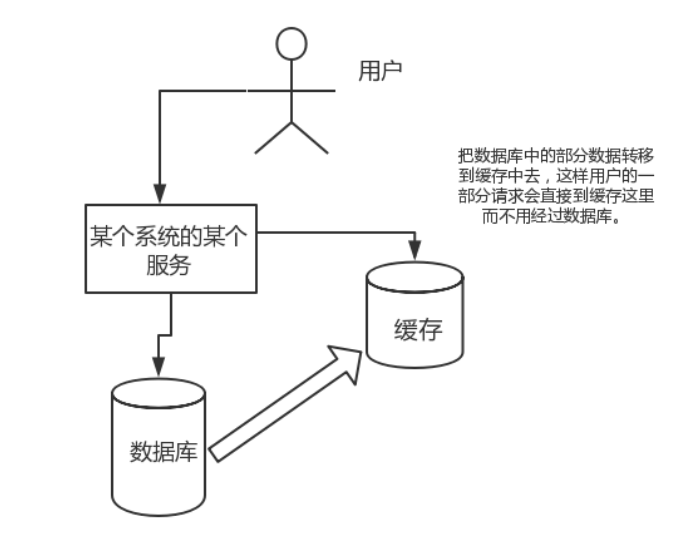 用户
把数据库中的部分数据转移
到缓存中去，这样用户的一
部分请求会直接到缓存这里
而不用经过数据库。
某个系统的某个
服务
缓存
数据库